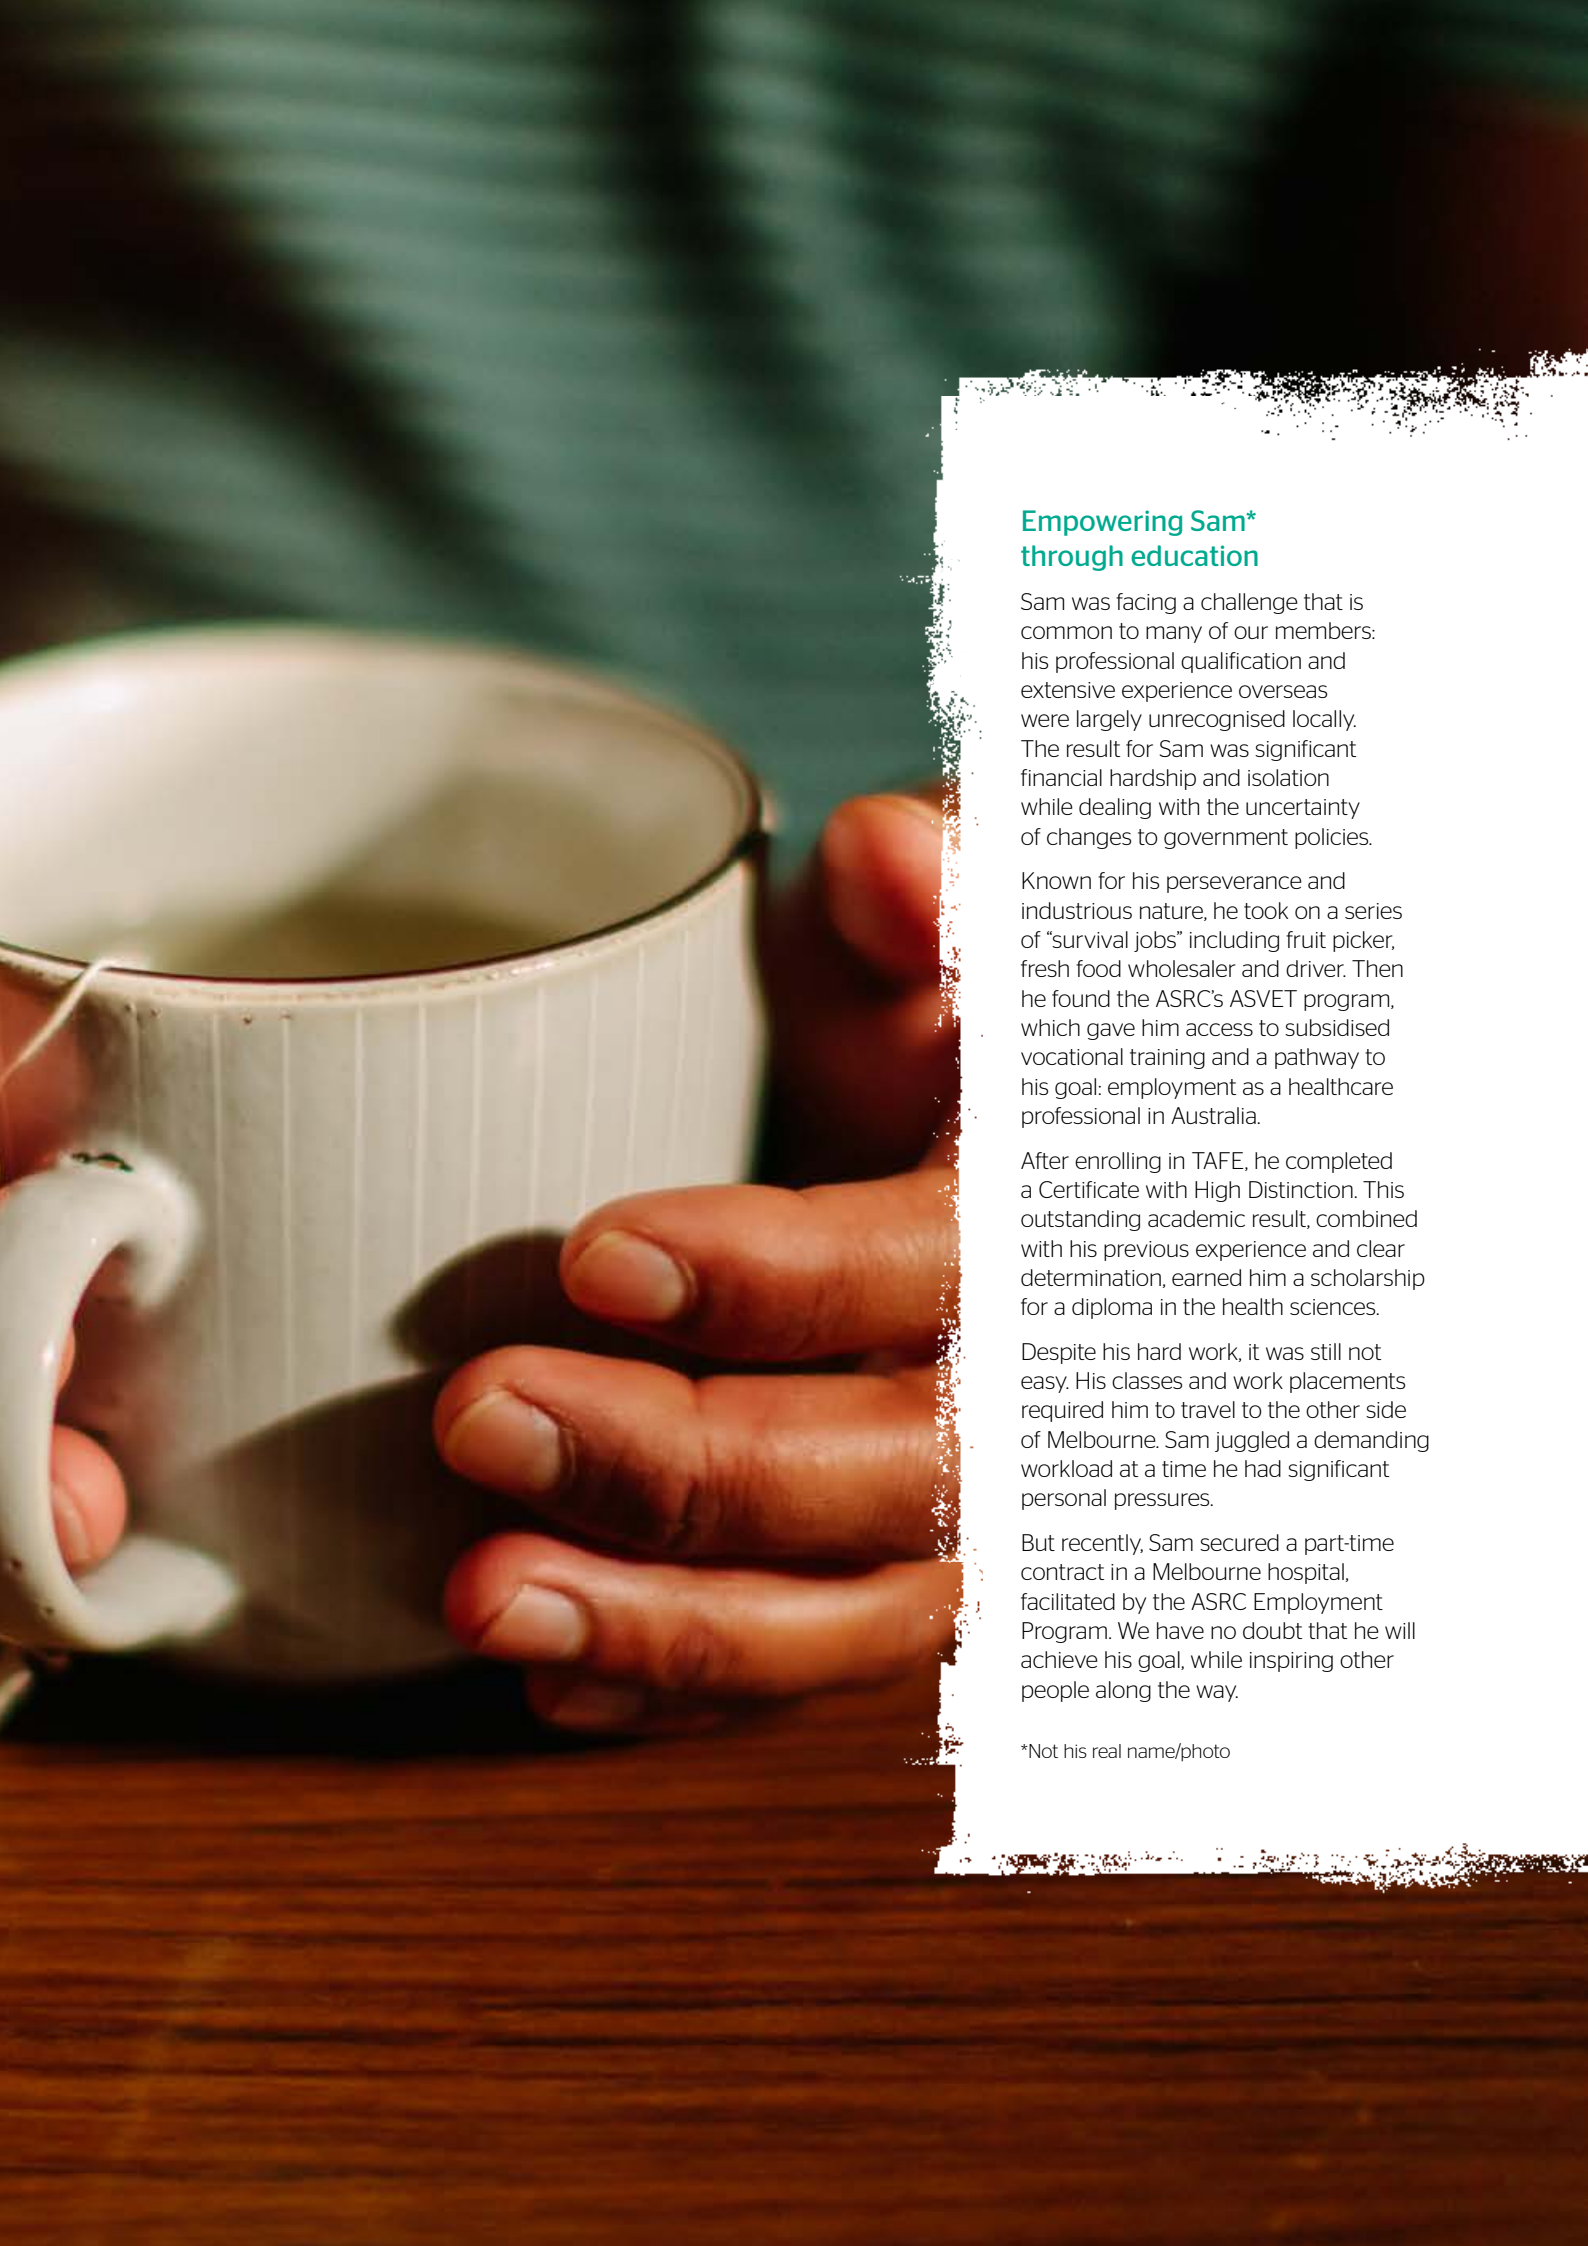 Empowering Sam*
through education
Sam was facing a challenge that is
common to many of our members:
his professional qualification and
extensive experience overseas
were largely unrecognised locally.
The result for Sam was significant
financial hardship and isolation
while dealing with the uncertainty
of changes to government policies.
Known for his perseverance and
industrious nature, he took on a series
of “survival jobs” including fruit picker,
fresh food wholesaler and driver. Then
he found the ASRC’s ASVET program,
which gave him access to subsidised
vocational training and a pathway to
his goal: employment as a healthcare
professional in Australia.
After enrolling in TAFE, he completed
a Certificate with High Distinction. This
outstanding academic result, combined
with his previous experience and clear
determination, earned him a scholarship
for a diploma in the health sciences.
Despite his hard work, it was still not
easy. His classes and work placements
required him to travel to the other side
of Melbourne. Sam juggled a demanding
workload at a time he had significant
personal pressures.
But recently, Sam secured a part-time
contract in a Melbourne hospital,
facilitated by the ASRC Employment
Program. We have no doubt that he will
achieve his goal, while inspiring other
people along the way.
*Not his real name/photo